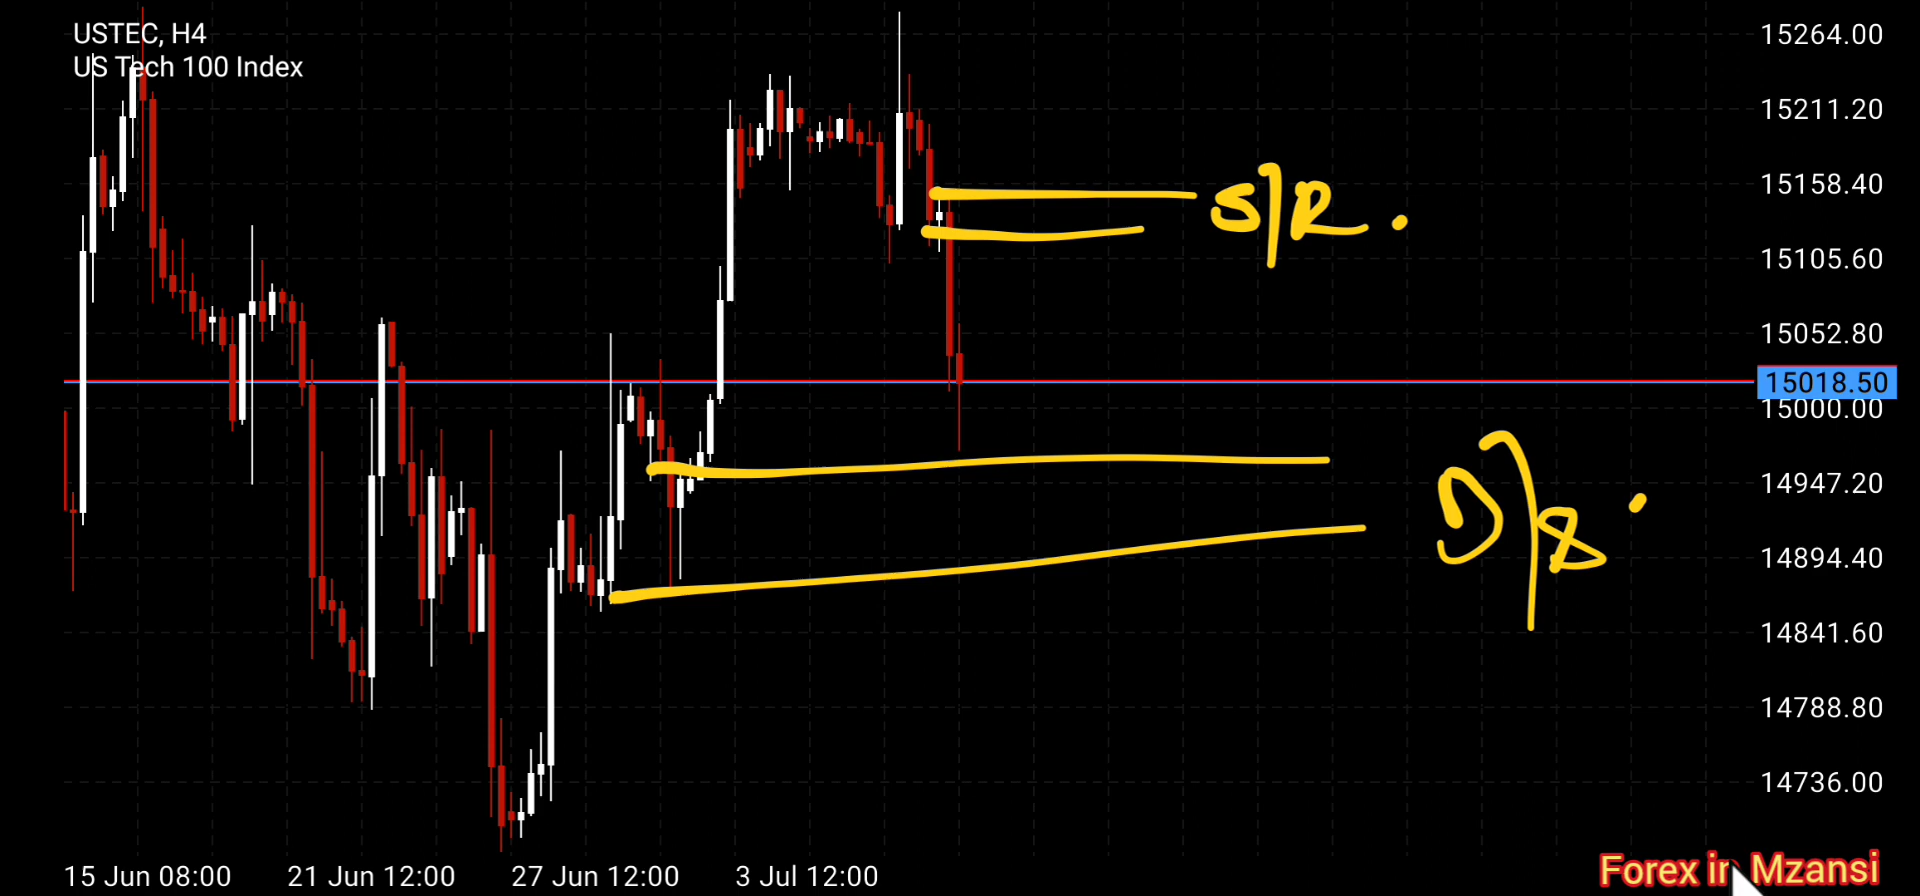 USTEC, H4
US Tech 100 Index
15264.00
15211.20
15158.40
S/R.
15105.60
15052.80
15018.50
15000.00
14947.20
14894.40
14841.60
14788.80
14736.00
15 Jun 08:00 21 Jun 12:00 27 Jun 12:00 3 Jul 12:00
Forex in Mzansi